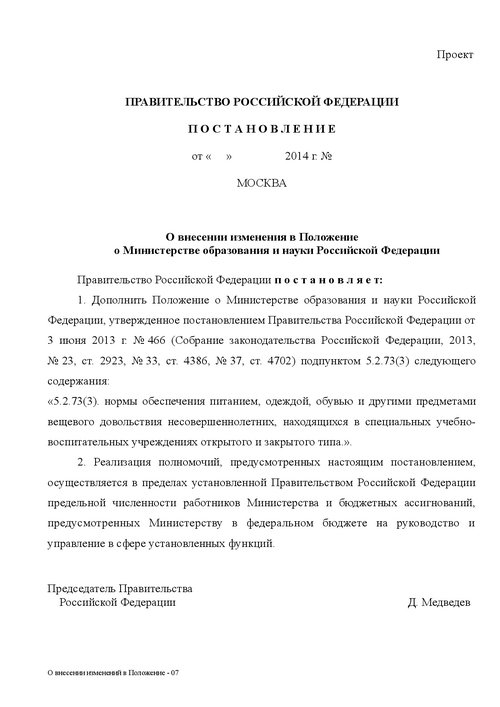 Проект
ПРАВИТЕЛЬСТВО РОССИЙСКОЙ ФЕДЕРАЦИИ
П О С Т А Н О В Л Е Н И Е
от « » 2014 г. №
МОСКВА
О внесении изменения в Положение
о Министерстве образования и науки Российской Федерации
Правительство Российской Федерации п о с т а н о в л я е т:
1. Дополнить Положение о Министерстве образования и науки Российской
Федерации, утвержденное постановлением Правительства Российской Федерации от
3 июня 2013 г. № 466 (Собрание законодательства Российской Федерации, 2013,
№ 23, ст. 2923, № 33, ст. 4386, № 37, ст. 4702) подпунктом 5.2.73(3) следующего
содержания:
«5.2.73(3). нормы обеспечения питанием, одеждой, обувью и другими предметами
вещевого довольствия несовершеннолетних, находящихся в специальных учебно-
воспитательных учреждениях открытого и закрытого типа.».
2. Реализация полномочий, предусмотренных настоящим постановлением,
осуществляется в пределах установленной Правительством Российской Федерации
предельной численности работников Министерства и бюджетных ассигнований,
предусмотренных Министерству в федеральном бюджете на руководство и
управление в сфере установленных функций.
Председатель Правительства
Российской Федерации Д. Медведев
О внесении изменений в Положение - 07